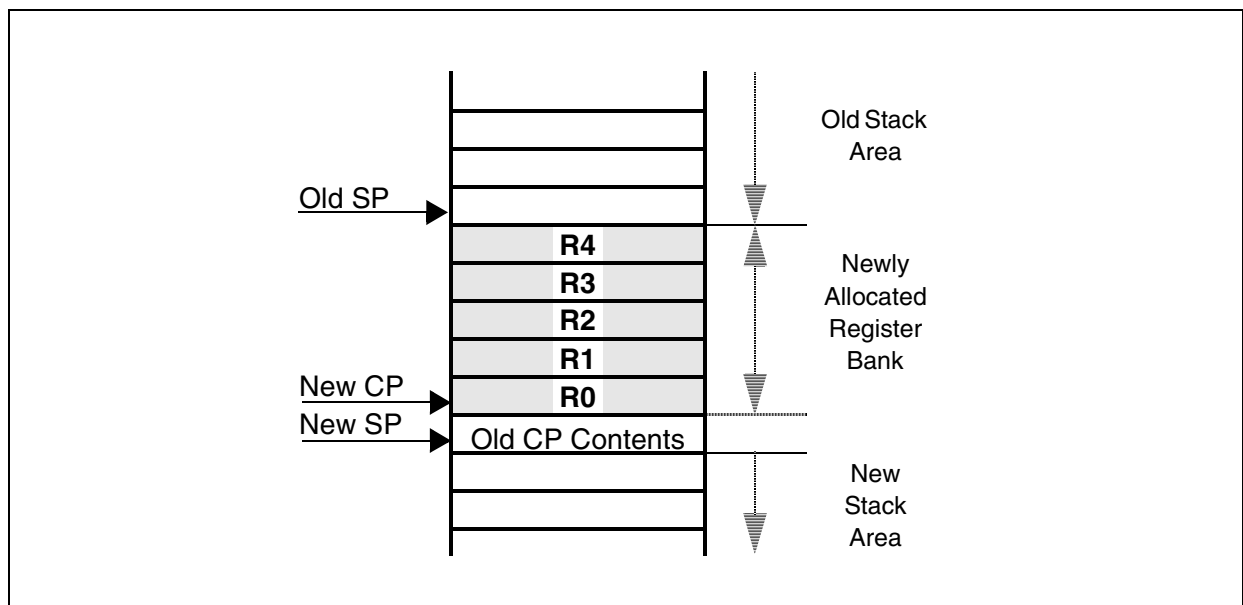 Old Stack
Area
Old SP
R4
R3
R2
R1
R0
Newly
Allocated
Register
Bank
New CP
New SP
Old CP Contents
New
Stack
Area